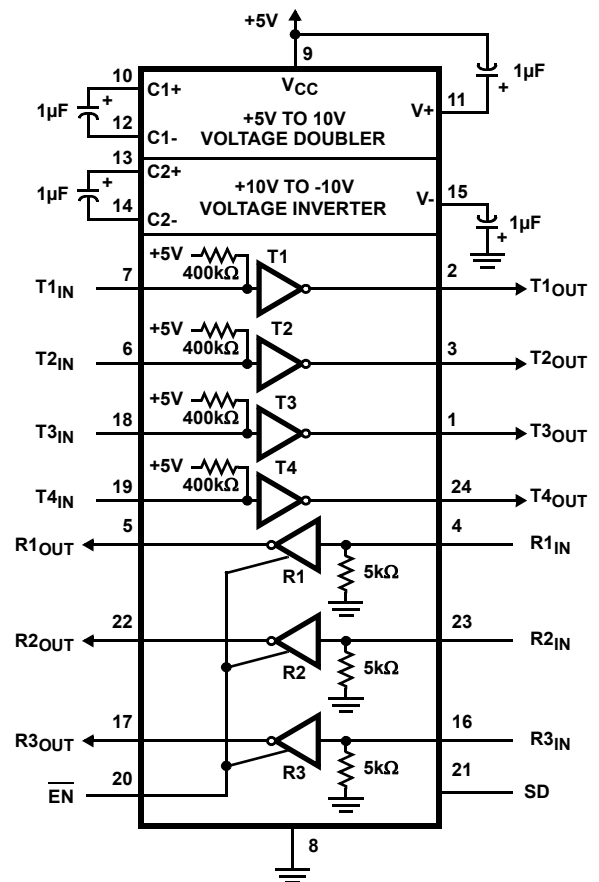 +5V
9
VCC
10
C1+
1µF
+
12
C1-
+5V TO 10V
VOLTAGE DOUBLER
V+
11
1µF
+
13
C2+
1µF
+
14
C2-
+10V TO -10V
VOLTAGE INVERTER
V-
15
1µF
+
T1IN
7
+5V
400kΩ
T1
2
T1OUT
T2IN
6
+5V
400kΩ
T2
3
T2OUT
T3IN
18
+5V
400kΩ
T3
1
T3OUT
T4IN
19
+5V
400kΩ
T4
24
T4OUT
R1OUT
5
R1
5kΩ
4
R1IN
R2OUT
22
R2
5kΩ
23
R2IN
R3OUT
17
R3
5kΩ
16
R3IN
E̅N̅
20
21
SD
8